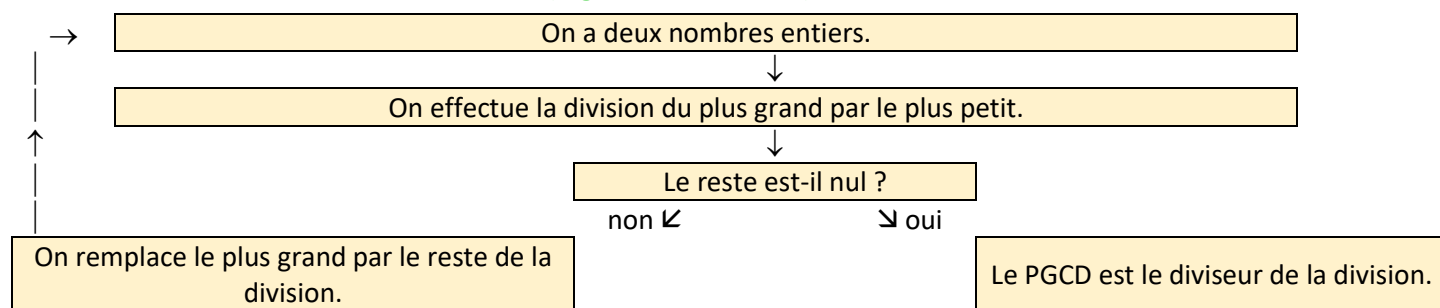 → On a deux nombres entiers.
↓
On effectue la division du plus grand par le plus petit.
↓
Le reste est-il nul ?
non ↙ ↘ oui
On remplace le plus grand par le reste de la
division.
Le PGCD est le diviseur de la division.